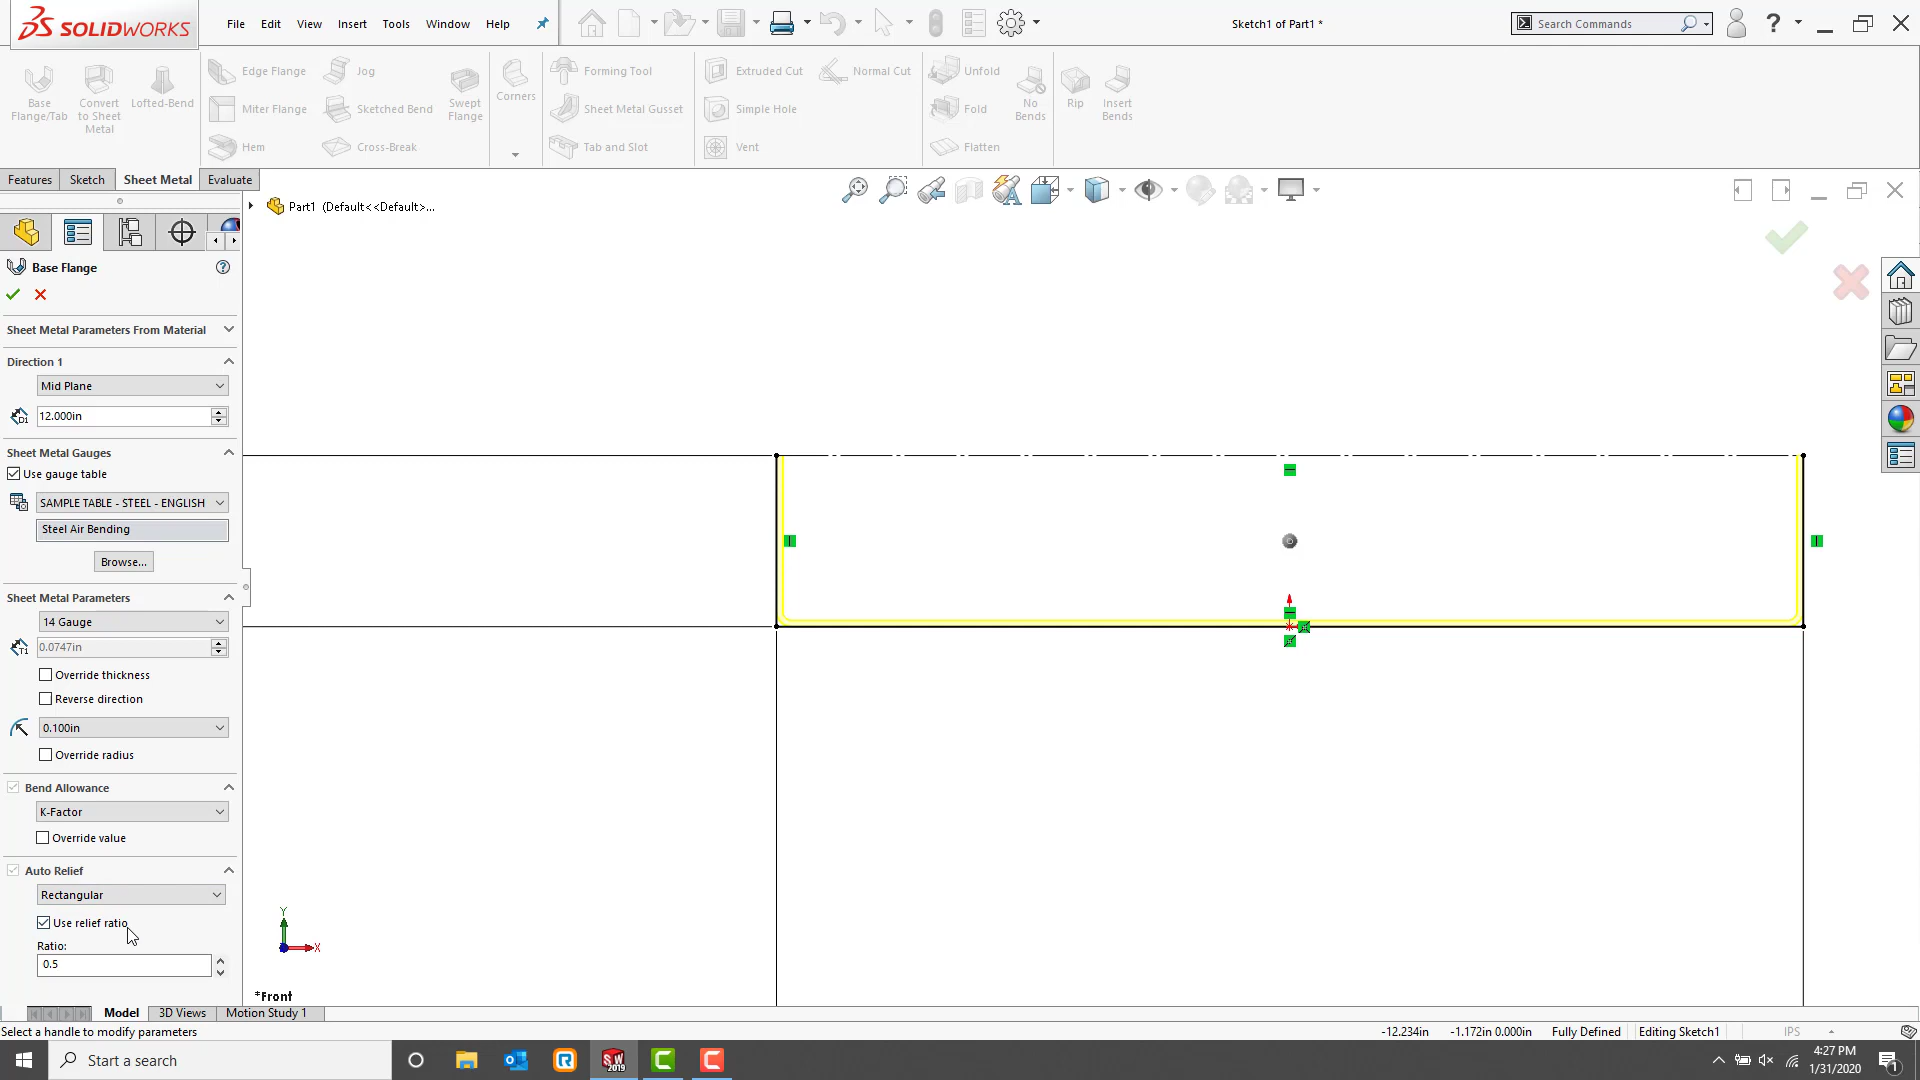 SOLIDWORKS
File Edit View Insert Tools Window Help
Sketch1 of Part1 *
Search Commands
Base Flange/Tab
Convert to Sheet Metal
Lofted-Bend
Edge Flange
Miter Flange
Hem
Jog
Sketched Bend
Cross-Break
Swept Flange
Corners
Forming Tool
Sheet Metal Gusset
Tab and Slot
Extruded Cut
Simple Hole
Vent
Normal Cut
Unfold
Fold
Flatten
No Bends
Rip
Insert Bends
Features Sketch Sheet Metal Evaluate
Part1 (Default<<Default>...
Base Flange
Sheet Metal Parameters From Material
Direction 1
Mid Plane
D1 12.000in
Sheet Metal Gauges
Use gauge table
SAMPLE TABLE - STEEL - ENGLISH
Steel Air Bending
Browse...
Sheet Metal Parameters
14 Gauge
T1 0.0747in
Override thickness
Reverse direction
0.100in
Override radius
Bend Allowance
K-Factor
Override value
Auto Relief
Rectangular
Use relief ratio
Ratio:
0.5
Y
X
*Front
Model 3D Views Motion Study 1
Select a handle to modify parameters
-12.234in -1.172in 0.000in Fully Defined Editing Sketch1 IPS
Start a search
SW 2019
4:27 PM
1/31/2020
1